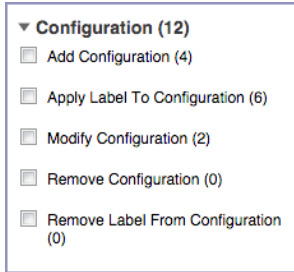 Configuration (12)
Add Configuration (4)
Apply Label To Configuration (6)
Modify Configuration (2)
Remove Configuration (0)
Remove Label From Configuration
(0)